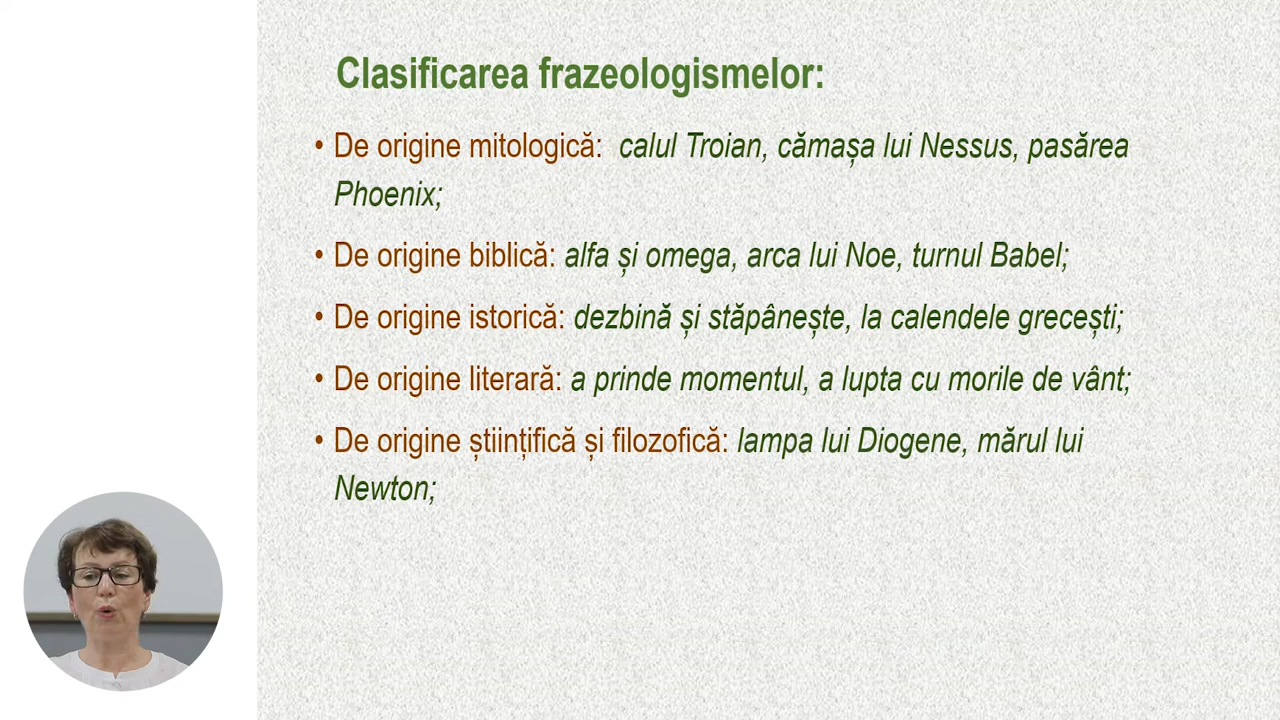 Clasificarea frazeologismelor:
• De origine mitologică: calul Troian, cămașa lui Nessus, pasărea
Phoenix;
• De origine biblică: alfa și omega, arca lui Noe, turnul Babel;
• De origine istorică: dezbină și stăpânește, la calendele grecești;
• De origine literară: a prinde momentul, a lupta cu morile de vânt;
• De origine științifică și filozofică: lampa lui Diogene, mărul lui
Newton;